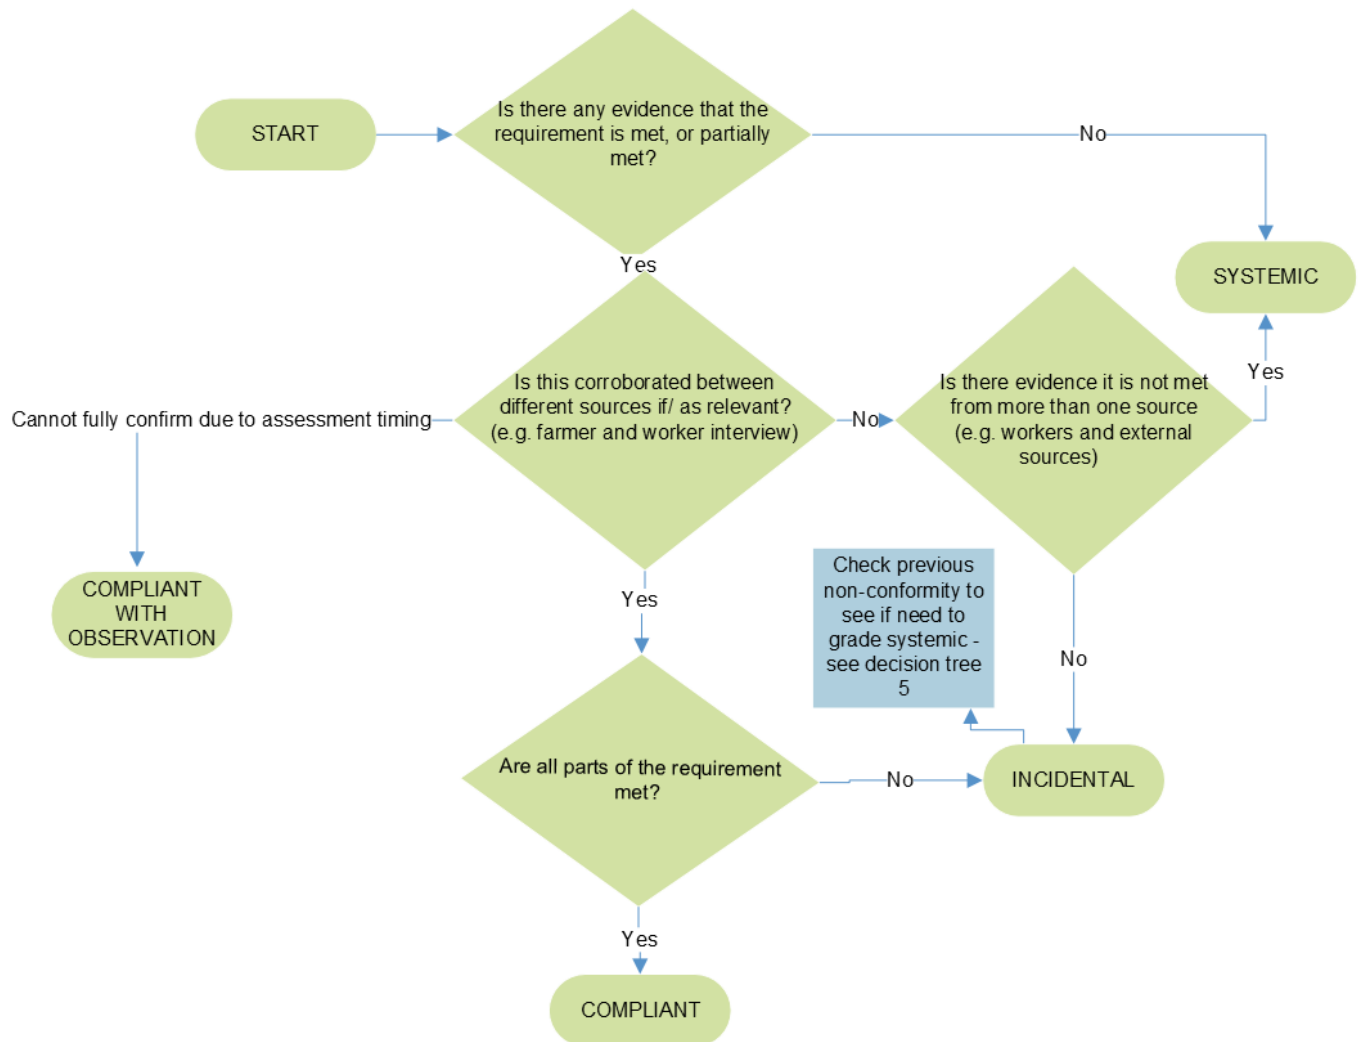 Is there any evidence that the
requirement is met, or partially
met?
START
No
Yes
SYSTEMIC
Is this corroborated between
different sources if/ as relevant?
(e.g. farmer and worker interview)
Cannot fully confirm due to assessment timing
No
Is there evidence it is not met
from more than one source
(e.g. workers and external
sources)
Yes
COMPLIANT
WITH
OBSERVATION
Yes
Check previous
non-conformity to
see if need to
grade systemic -
see decision tree
5
No
Are all parts of the requirement
met?
No
INCIDENTAL
Yes
COMPLIANT